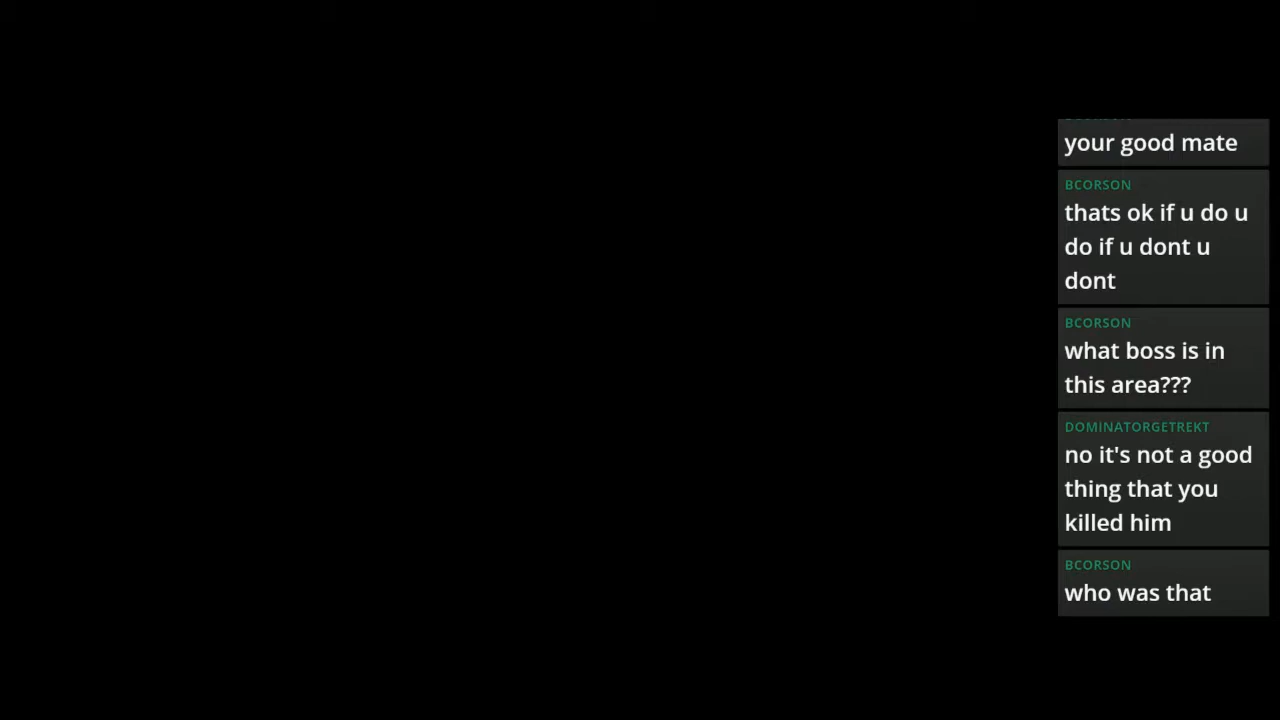 your good mate
BCORSON
thats ok if u do u
do if u dont u
dont
BCORSON
what boss is in
this area???
DOMINATORGETREKT
no it's not a good
thing that you
killed him
BCORSON
who was that